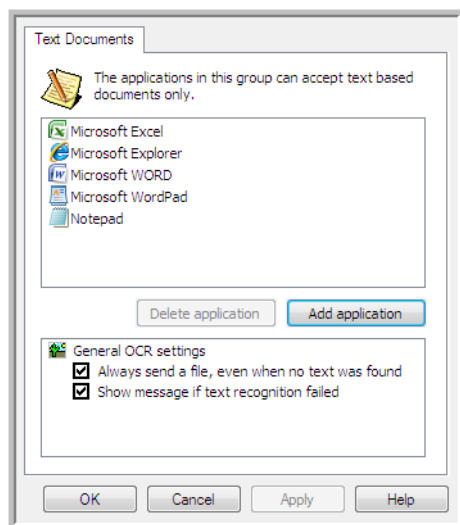 Text Documents
The applications in this group can accept text based
documents only.
Microsoft Excel
Microsoft Explorer
Microsoft WORD
Microsoft WordPad
Notepad
Delete application
Add application
General OCR settings
Always send a file, even when no text was found
Show message if text recognition failed
OK
Cancel
Apply
Help